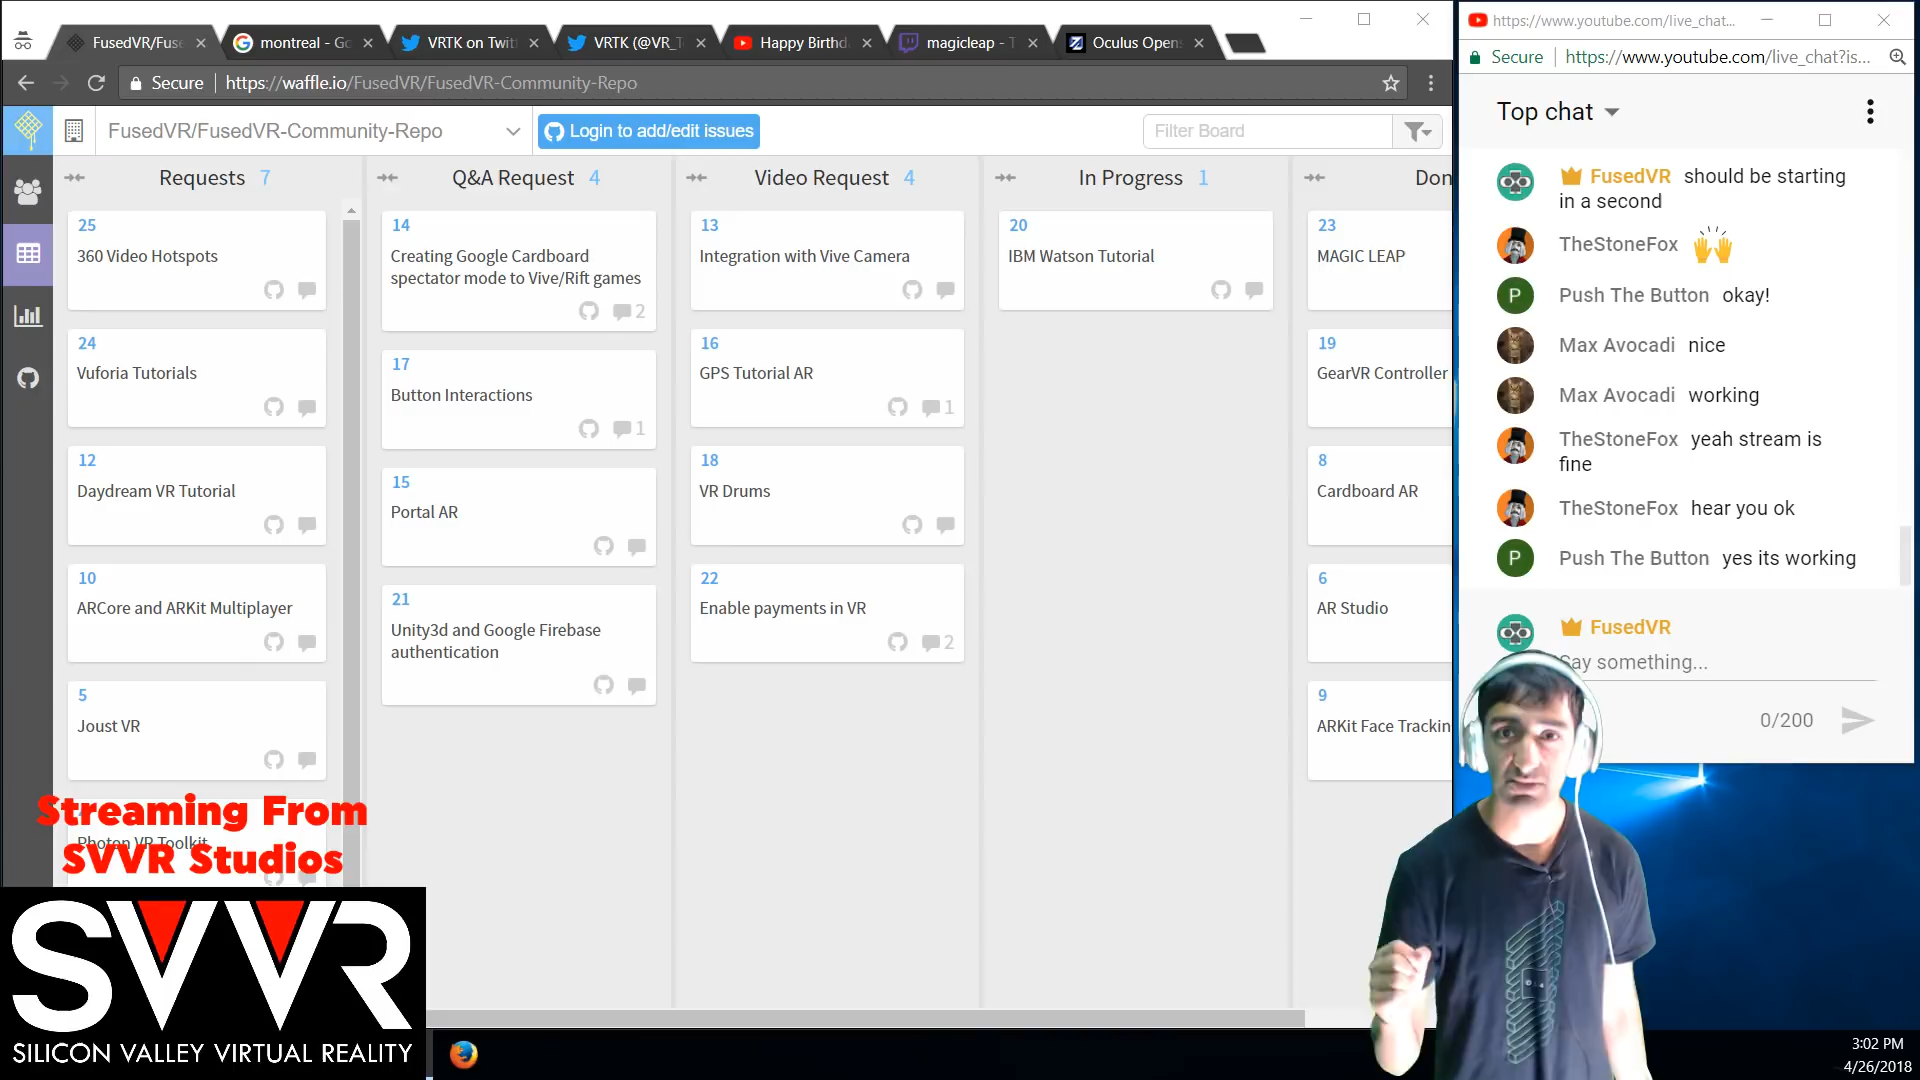 FusedVR/Fuse
montreal - Go
VRTK on Twitt
VRTK (@VR_T
Happy Birthd
magicleap - T
Oculus Opens
Secure
https://waffle.io/FusedVR/FusedVR-Community-Repo
FusedVR/FusedVR-Community-Repo
Login to add/edit issues
Filter Board
Requests 7
25
360 Video Hotspots
24
Vuforia Tutorials
12
Daydream VR Tutorial
10
ARCore and ARKit Multiplayer
5
Joust VR
Photon VR Toolkit
Q&A Request 4
14
Creating Google Cardboard
spectator mode to Vive/Rift games
2
17
Button Interactions
1
15
Portal AR
21
Unity3d and Google Firebase
authentication
Video Request 4
13
Integration with Vive Camera
16
GPS Tutorial AR
1
18
VR Drums
22
Enable payments in VR
2
In Progress 1
20
IBM Watson Tutorial
Don
23
MAGIC LEAP
19
GearVR Controller
8
Cardboard AR
6
AR Studio
9
ARKit Face Trackin
Streaming From
SVVR Studios
SVVR
SILICON VALLEY VIRTUAL REALITY
https://www.youtube.com/live_chat...
Secure
https://www.youtube.com/live_chat?is...
Top chat
FusedVR should be starting
in a second
TheStoneFox
P
Push The Button okay!
Max Avocadi nice
Max Avocadi working
TheStoneFox yeah stream is
fine
TheStoneFox hear you ok
P
Push The Button yes its working
FusedVR
Say something...
0/200
3:02 PM
4/26/2018